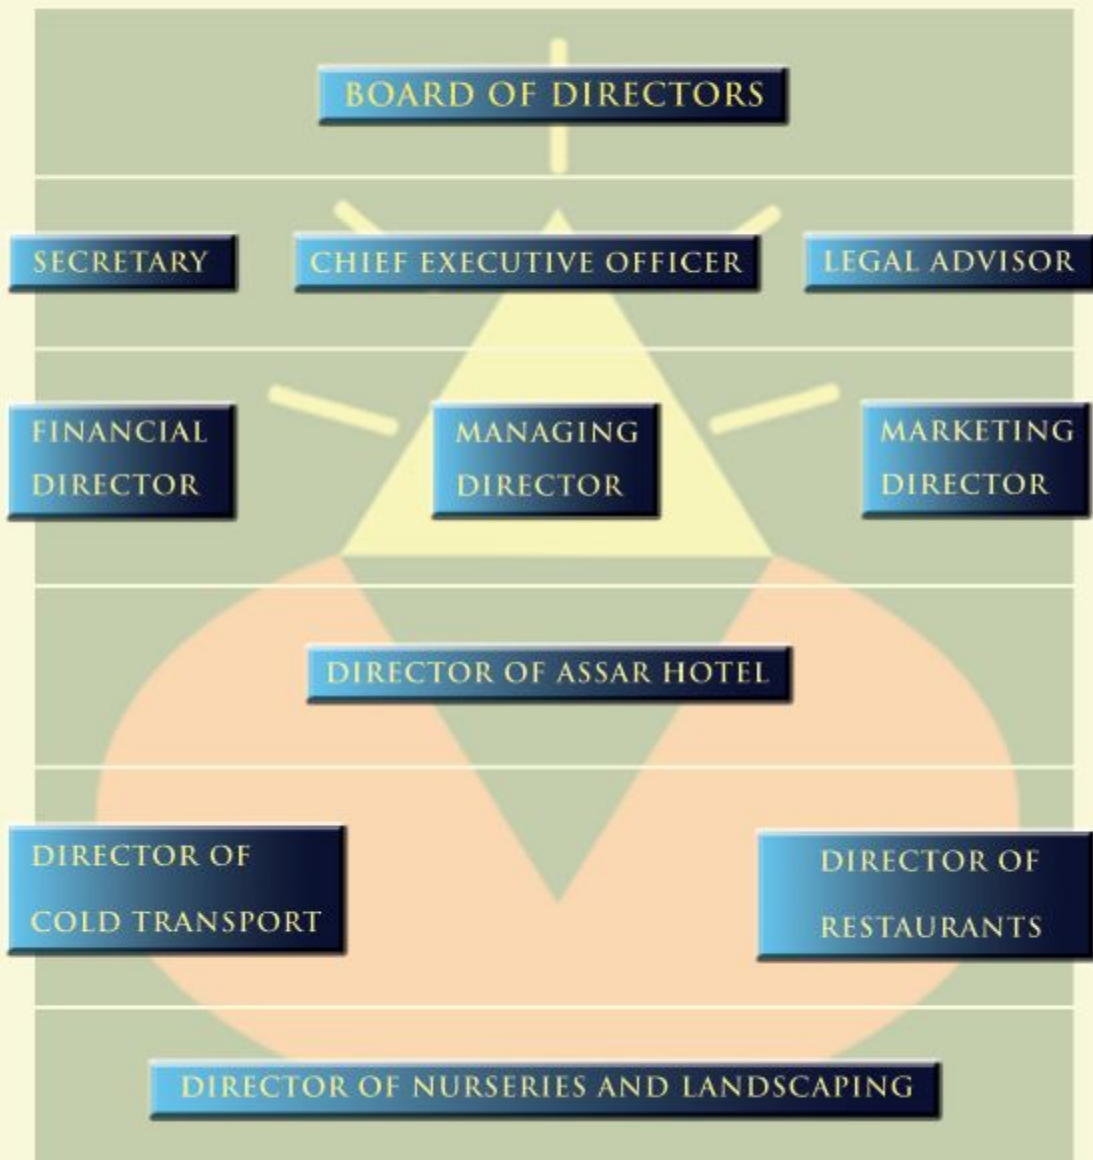 BOARD OF DIRECTORS
SECRETARY
CHIEF EXECUTIVE OFFICER
LEGAL ADVISOR
FINANCIAL
DIRECTOR
MANAGING
DIRECTOR
MARKETING
DIRECTOR
DIRECTOR OF ASSAR HOTEL
DIRECTOR OF
COLD TRANSPORT
DIRECTOR OF
RESTAURANTS
DIRECTOR OF NURSERIES AND LANDSCAPING